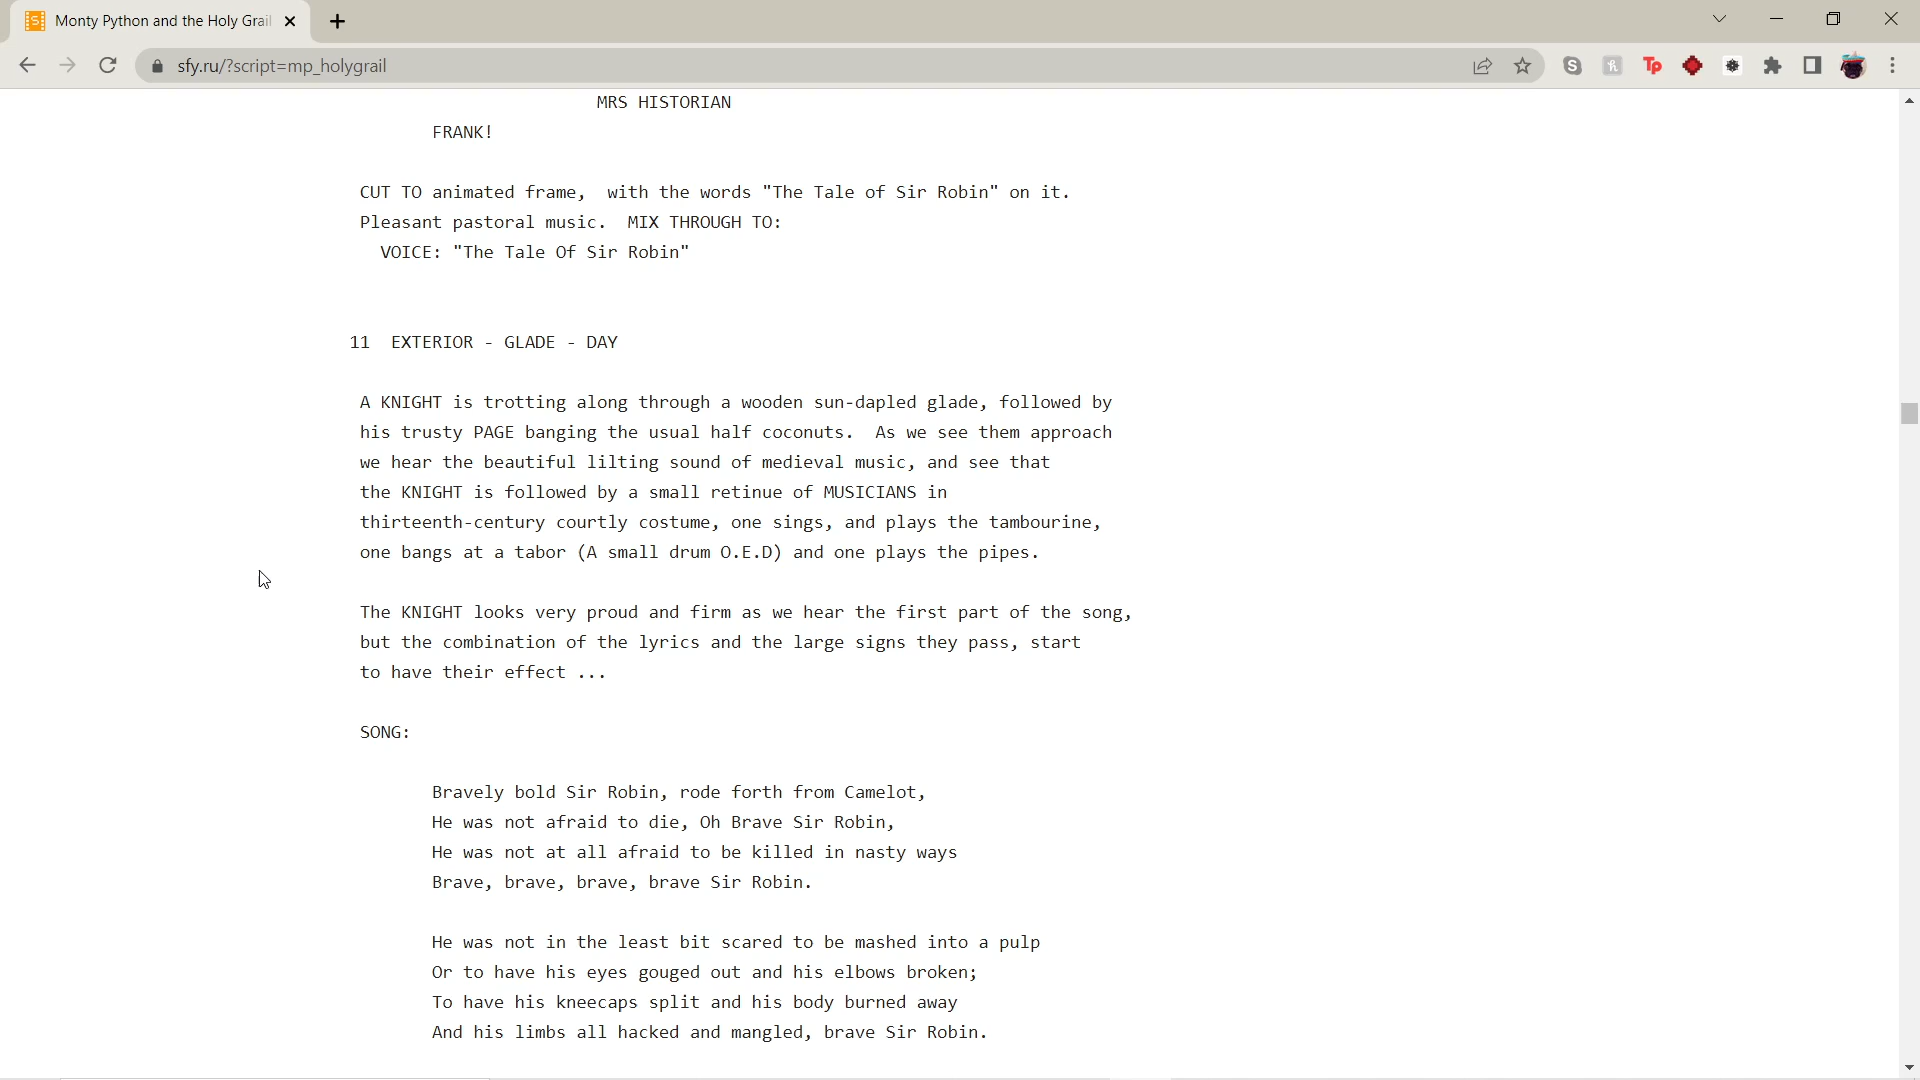 Monty Python and the Holy Grail
sfy.ru/?script=mp_holygrail
MRS HISTORIAN
FRANK!
CUT TO animated frame,  with the words "The Tale of Sir Robin" on it.
Pleasant pastoral music.  MIX THROUGH TO:
VOICE: "The Tale Of Sir Robin"
11  EXTERIOR - GLADE - DAY
A KNIGHT is trotting along through a wooden sun-dapled glade, followed by
his trusty PAGE banging the usual half coconuts.  As we see them approach
we hear the beautiful lilting sound of medieval music, and see that
the KNIGHT is followed by a small retinue of MUSICIANS in
thirteenth-century courtly costume, one sings, and plays the tambourine,
one bangs at a tabor (A small drum O.E.D) and one plays the pipes.
The KNIGHT looks very proud and firm as we hear the first part of the song,
but the combination of the lyrics and the large signs they pass, start
to have their effect ...
SONG:
Bravely bold Sir Robin, rode forth from Camelot,
He was not afraid to die, Oh Brave Sir Robin,
He was not at all afraid to be killed in nasty ways
Brave, brave, brave, brave Sir Robin.
He was not in the least bit scared to be mashed into a pulp
Or to have his eyes gouged out and his elbows broken;
To have his kneecaps split and his body burned away
And his limbs all hacked and mangled, brave Sir Robin.